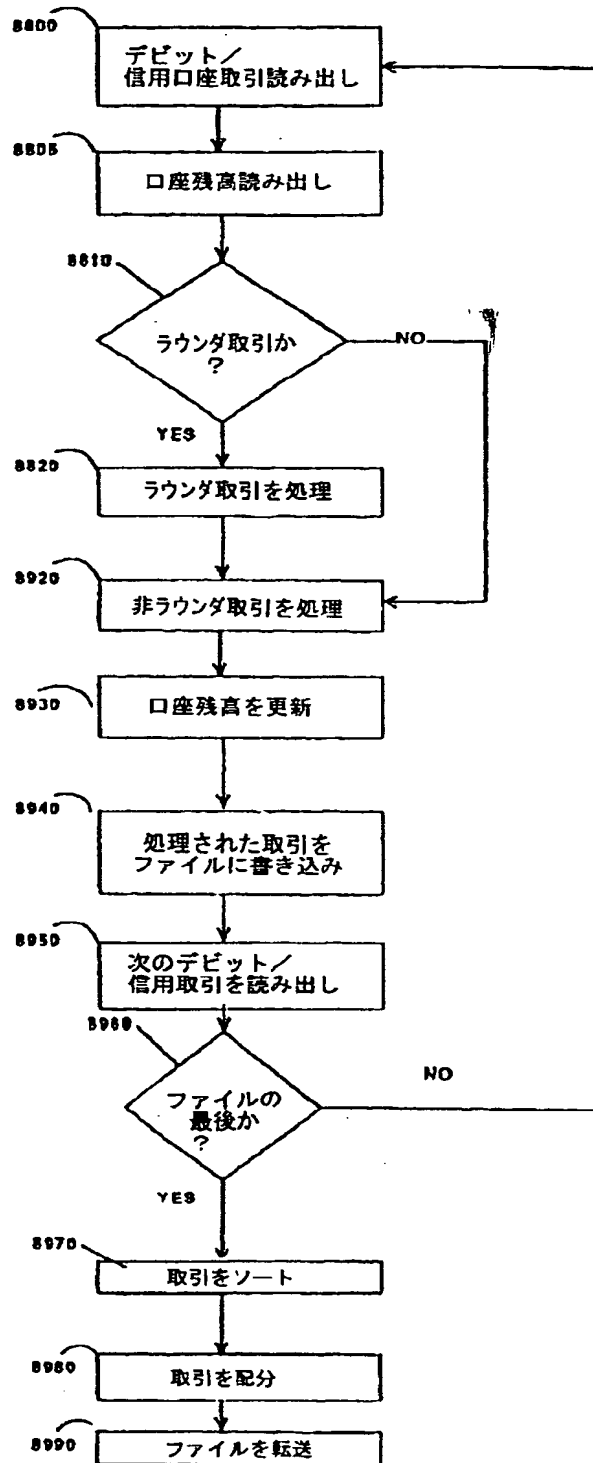 8800
デビット／
信用口座取引読み出し
8805
口座残高読み出し
8810
ラウンダ取引か
？
NO
YES
8820
ラウンダ取引を処理
8920
非ラウンダ取引を処理
8930
口座残高を更新
8940
処理された取引を
ファイルに書き込み
8950
次のデビット／
信用取引を読み出し
8960
ファイルの
最後か
？
NO
YES
8970
取引をソート
8980
取引を配分
8990
ファイルを転送